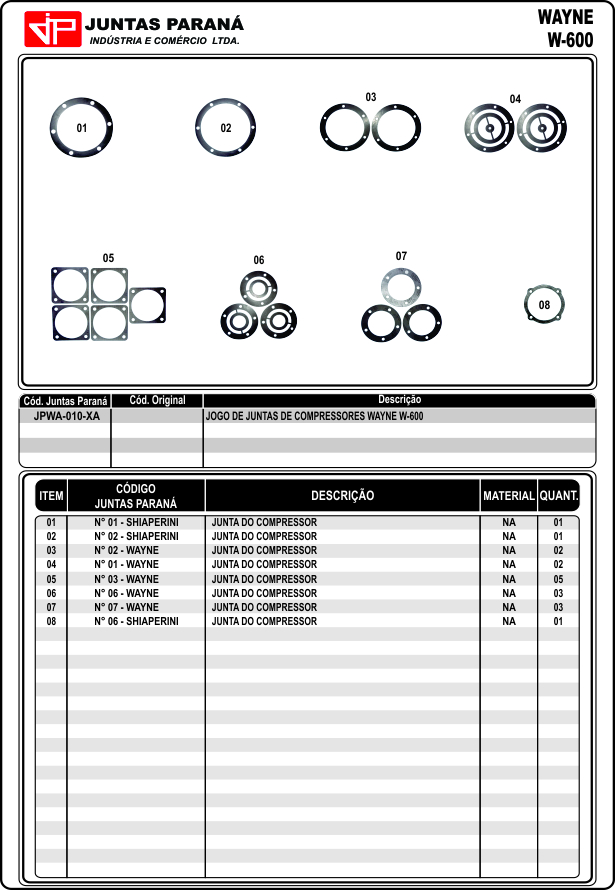 JP
JUNTAS PARANÁ
INDÚSTRIA E COMÉRCIO LTDA.
WAYNE
W-600
01
02
03
04
05
06
07
08
Cód. Juntas Paraná Cód. Original Descrição
JPWA-010-XA JOGO DE JUNTAS DE COMPRESSORES WAYNE W-600
ITEM CÓDIGO JUNTAS PARANÁ DESCRIÇÃO MATERIAL QUANT.
01 N° 01 - SHIAPERINI JUNTA DO COMPRESSOR NA 01
02 N° 02 - SHIAPERINI JUNTA DO COMPRESSOR NA 01
03 N° 02 - WAYNE JUNTA DO COMPRESSOR NA 02
04 N° 01 - WAYNE JUNTA DO COMPRESSOR NA 02
05 N° 03 - WAYNE JUNTA DO COMPRESSOR NA 05
06 N° 06 - WAYNE JUNTA DO COMPRESSOR NA 03
07 N° 07 - WAYNE JUNTA DO COMPRESSOR NA 03
08 N° 06 - SHIAPERINI JUNTA DO COMPRESSOR NA 01